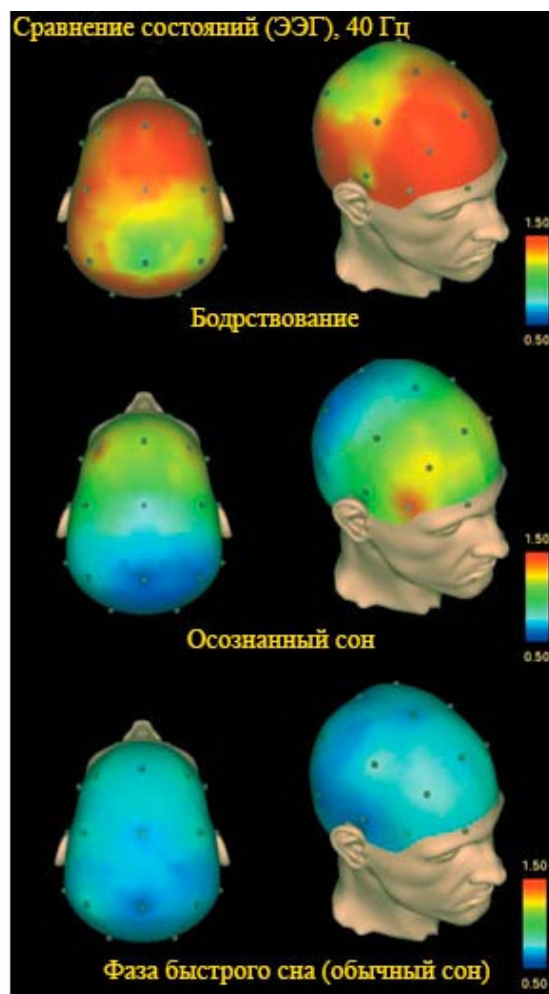 Сравнение состояний (ЭЭГ), 40 Гц
1.50
0.50
Бодрствование
1.50
0.50
Осознанный сон
1.50
0.50
Фаза быстрого сна (обычный сон)